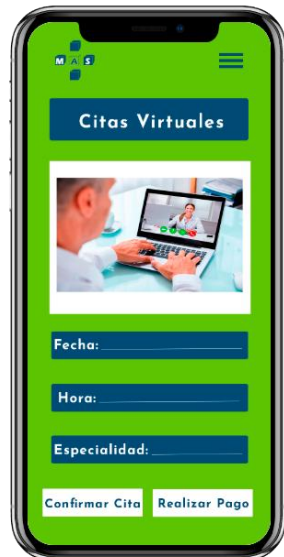 MAS
Citas Virtuales
Fecha:
Hora:
Especialidad:
Confirmar Cita Realizar Pago